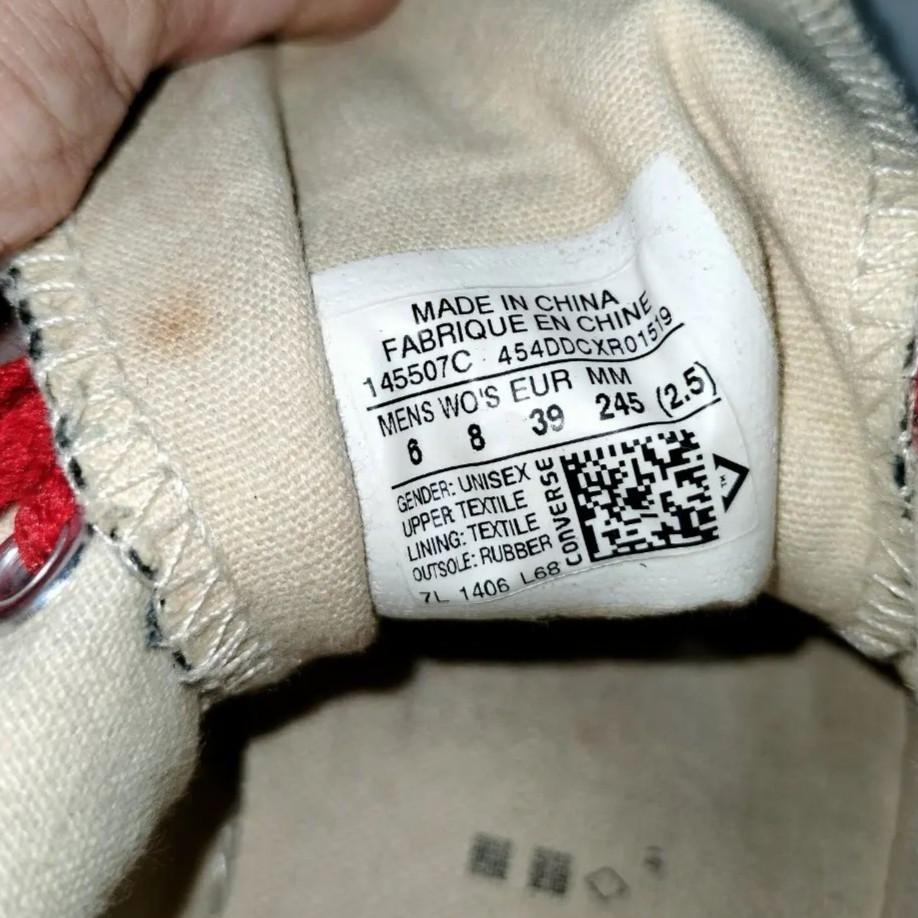 MADE IN CHINA
FABRIQUE EN CHINE
145507C 454DDCXR01519
MENS WO'S EUR MM
6 8 39 245 (2.5)
GENDER: UNISEX
UPPER TEXTILE
LINING: TEXTILE
OUTSOLE: RUBBER
CONVERSE
TM
7L 1406 L68